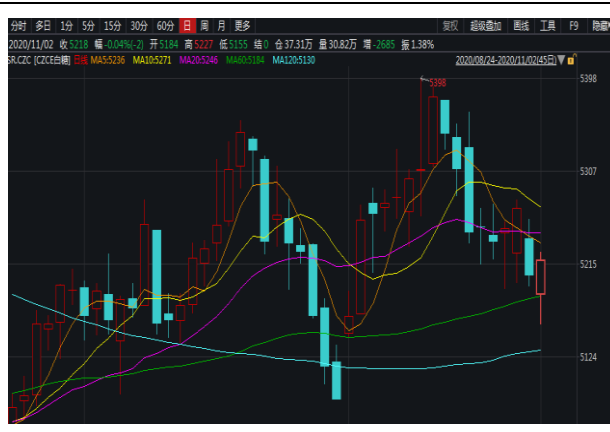 分时 多日 1分 5分 15分 30分 60分 日 周 月 更多 复权 超级叠加 画线 工具 F9 隐藏
2020/11/02 收5218 幅-0.04%(-2) 开5184 高5227 低5155 结0 仓37.31万 量30.82万 增-2685 振1.38%
SR.CZC [CZCE白糖] 日线 MA5:5236 MA10:5271 MA20:5246 MA60:5184 MA120:5130 2020/08/24-2020/11/02(45日)
5398
5398
5307
5215
5124